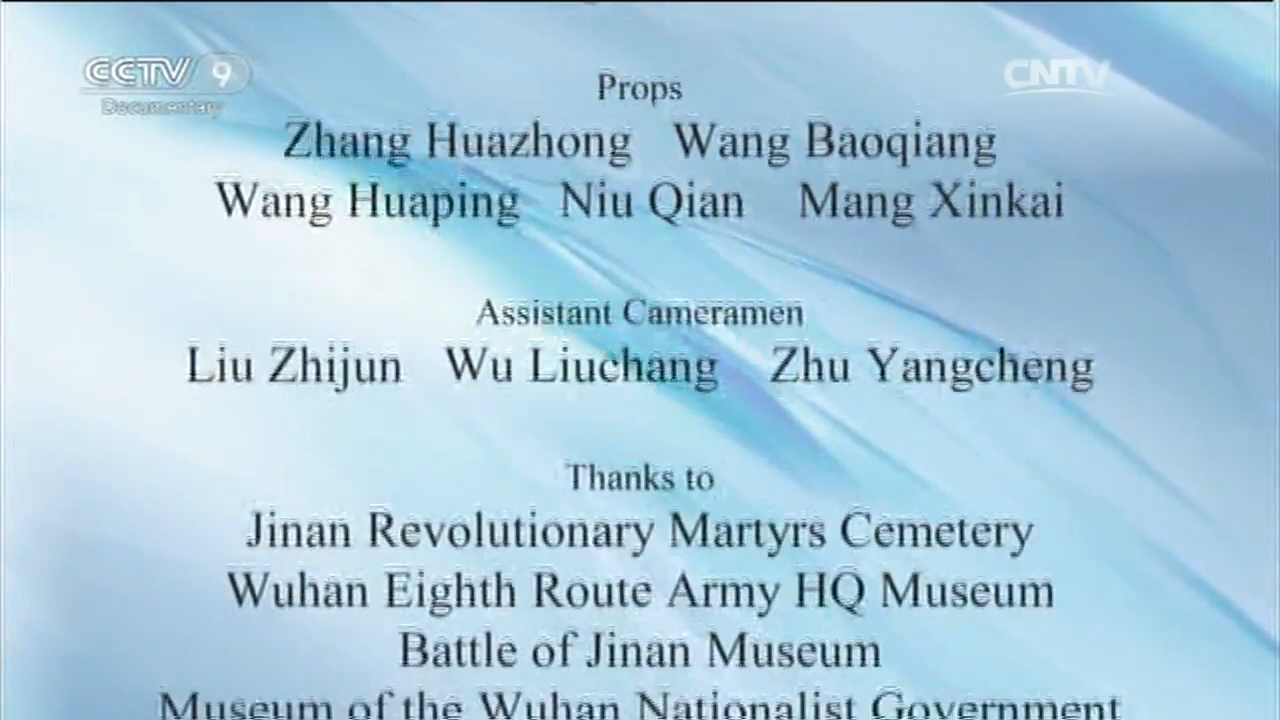 CCTV 9
Documentary
CNTV
Props
Zhang Huazhong Wang Baoqiang
Wang Huaping Niu Qian Mang Xinkai
Assistant Cameramen
Liu Zhijun Wu Liuchang Zhu Yangcheng
Thanks to
Jinan Revolutionary Martyrs Cemetery
Wuhan Eighth Route Army HQ Museum
Battle of Jinan Museum
Museum of the Wuhan Nationalist Government